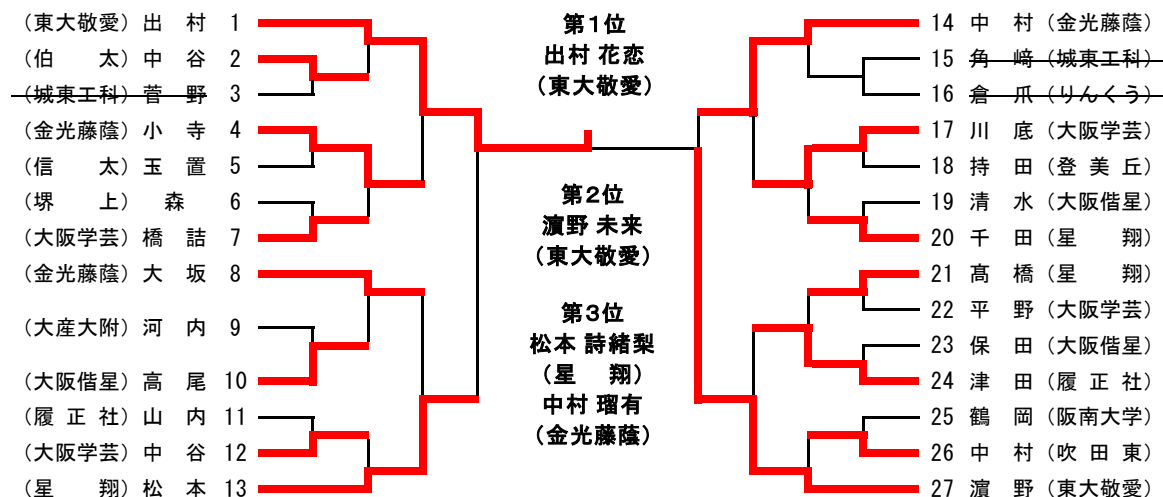 (東大敬愛) 出 村 1
(伯 太) 中 谷 2
(城東工科) 菅 野 3
(金光藤蔭) 小 寺 4
(信 太) 玉 置 5
(堺 上) 森 6
(大阪学芸) 橋 詰 7
(金光藤蔭) 大 坂 8
(大産大附) 河 内 9
(大阪偕星) 高 尾 10
(履 正 社) 山 内 11
(大阪学芸) 中 谷 12
(星 翔) 松 本 13
第1位
出村 花恋
(東大敬愛)
第2位
濵野 未来
(東大敬愛)
第3位
松本 詩緒梨
(星 翔)
中村 瑠有
(金光藤蔭)
14 中 村 (金光藤蔭)
15 角 﨑 (城東工科)
16 倉 爪 (りんくう)
17 川 底 (大阪学芸)
18 持 田 (登 美 丘)
19 清 水 (大阪偕星)
20 千 田 (星 翔)
21 髙 橋 (星 翔)
22 平 野 (大阪学芸)
23 保 田 (大阪偕星)
24 津 田 (履 正 社)
25 鶴 岡 (阪南大学)
26 中 村 (吹 田 東)
27 濵 野 (東大敬愛)